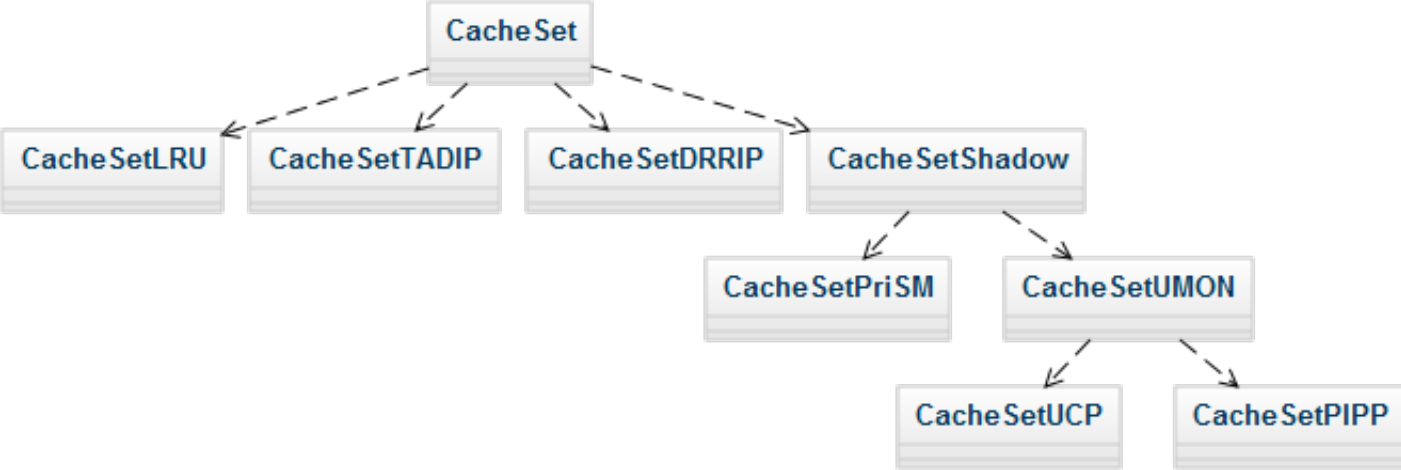 CacheSet
CacheSetLRU
CacheSetTADIP
CacheSetDRRIP
CacheSetShadow
CacheSetPriSM
CacheSetUMON
CacheSetUCP
CacheSetPIPP